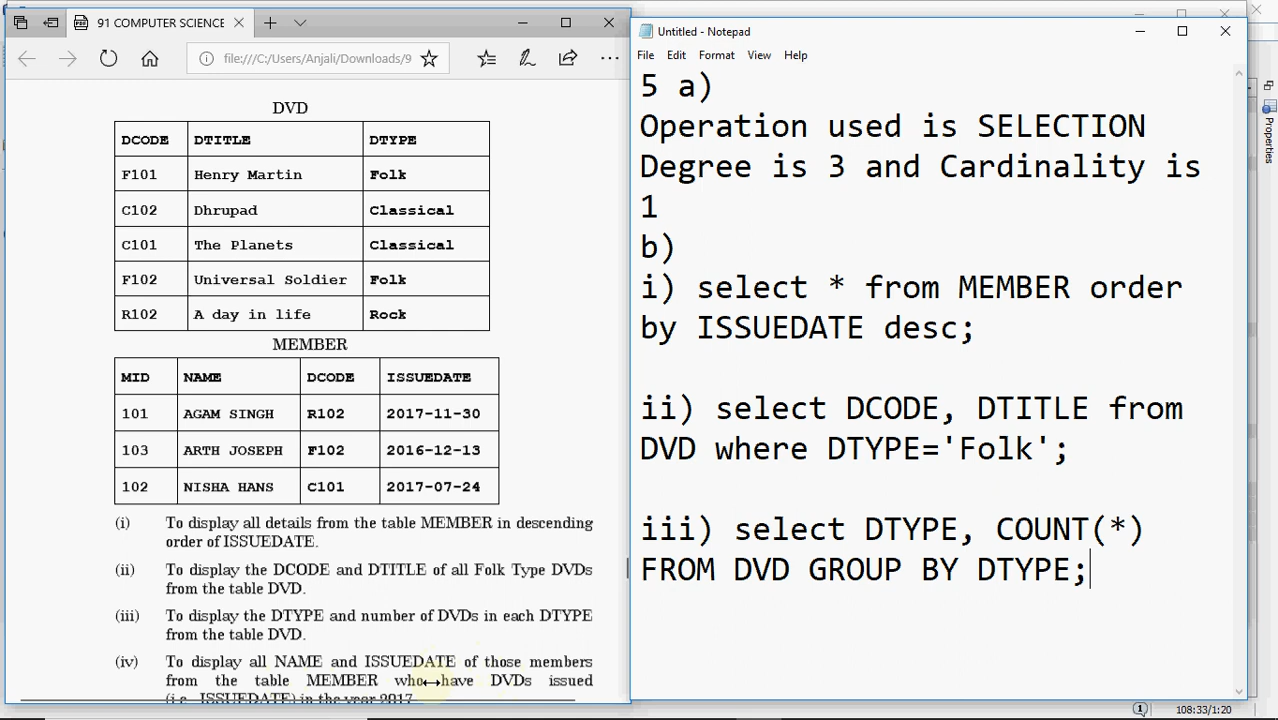 91 COMPUTER SCIENCE
file:///C:/Users/Anjali/Downloads/9
DVD
DCODE DTITLE DTYPE
F101 Henry Martin Folk
C102 Dhrupad Classical
C101 The Planets Classical
F102 Universal Soldier Folk
R102 A day in life Rock
MEMBER
MID NAME DCODE ISSUEDATE
101 AGAM SINGH R102 2017-11-30
103 ARTH JOSEPH F102 2016-12-13
102 NISHA HANS C101 2017-07-24
(i) To display all details from the table MEMBER in descending
order of ISSUEDATE.
(ii) To display the DCODE and DTITLE of all Folk Type DVDs
from the table DVD.
(iii) To display the DTYPE and number of DVDs in each DTYPE
from the table DVD.
(iv) To display all NAME and ISSUEDATE of those members
from the table MEMBER who have DVDs issued
(i.e., ISSUEDATE) in the year 2017.
Untitled - Notepad
File Edit Format View Help
5 a)
Operation used is SELECTION
Degree is 3 and Cardinality is
1
b)
i) select * from MEMBER order
by ISSUEDATE desc;
ii) select DCODE, DTITLE from
DVD where DTYPE='Folk';
iii) select DTYPE, COUNT(*)
FROM DVD GROUP BY DTYPE;
Properties
108:33/1:20